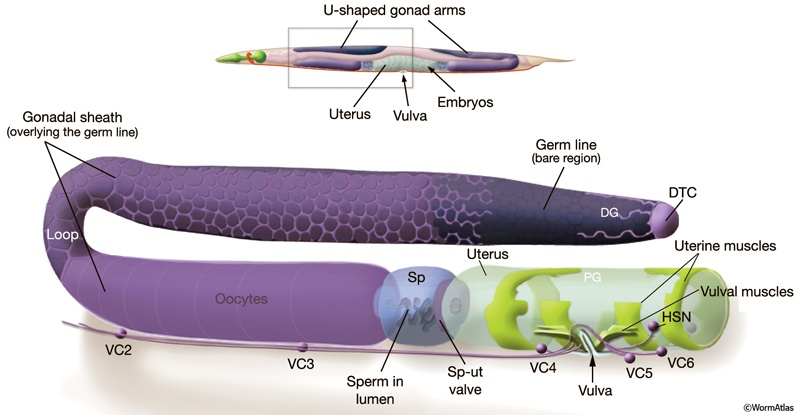 U-shaped gonad arms
Uterus
Vulva
Embryos
Gonadal sheath
(overlying the germ line)
Germ line
(bare region)
DTC
DG
Loop
Uterus
Uterine muscles
Sp
PG
Vulval muscles
Oocytes
HSN
VC2
VC3
Sperm in
lumen
Sp-ut
valve
VC4
Vulva
VC5
VC6
©WormAtlas